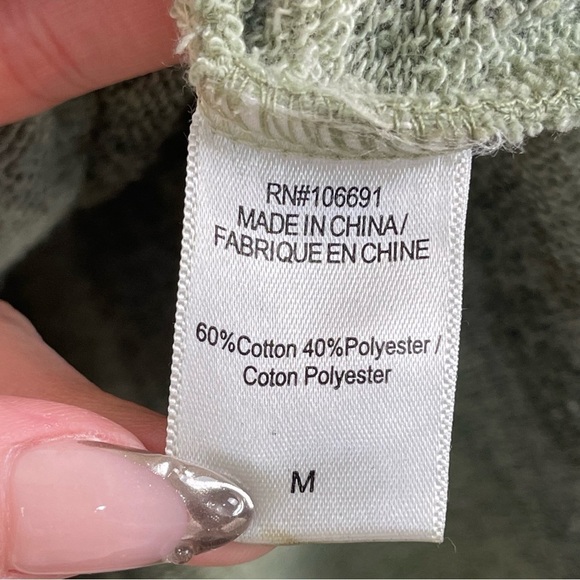 RN#106691
MADE IN CHINA/
FABRIQUE EN CHINE
60%Cotton 40%Polyester /
Coton Polyester
M